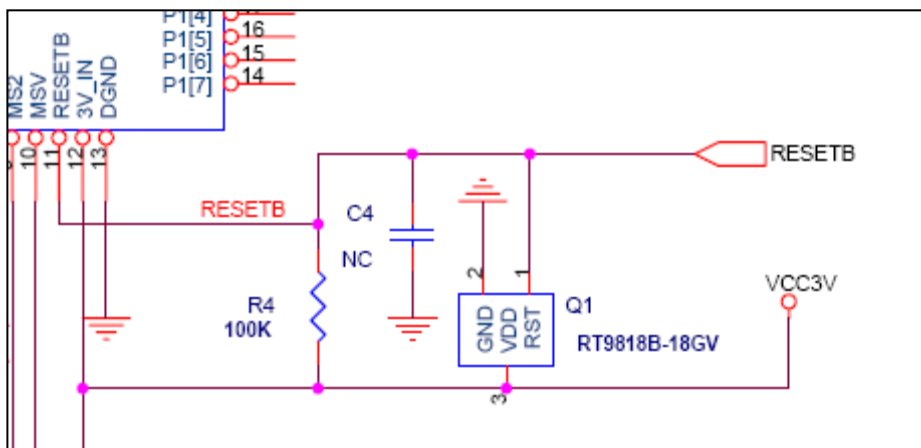 P1[4]
P1[5] 16
P1[6] 15
P1[7] 14
MS2
MSV
RESETB
3V_IN
DGND
10
11
12
13
RESETB
RESETB
C4
NC
R4
100K
2
1
GND
VDD
RST
3
Q1
RT9818B-18GV
VCC3V